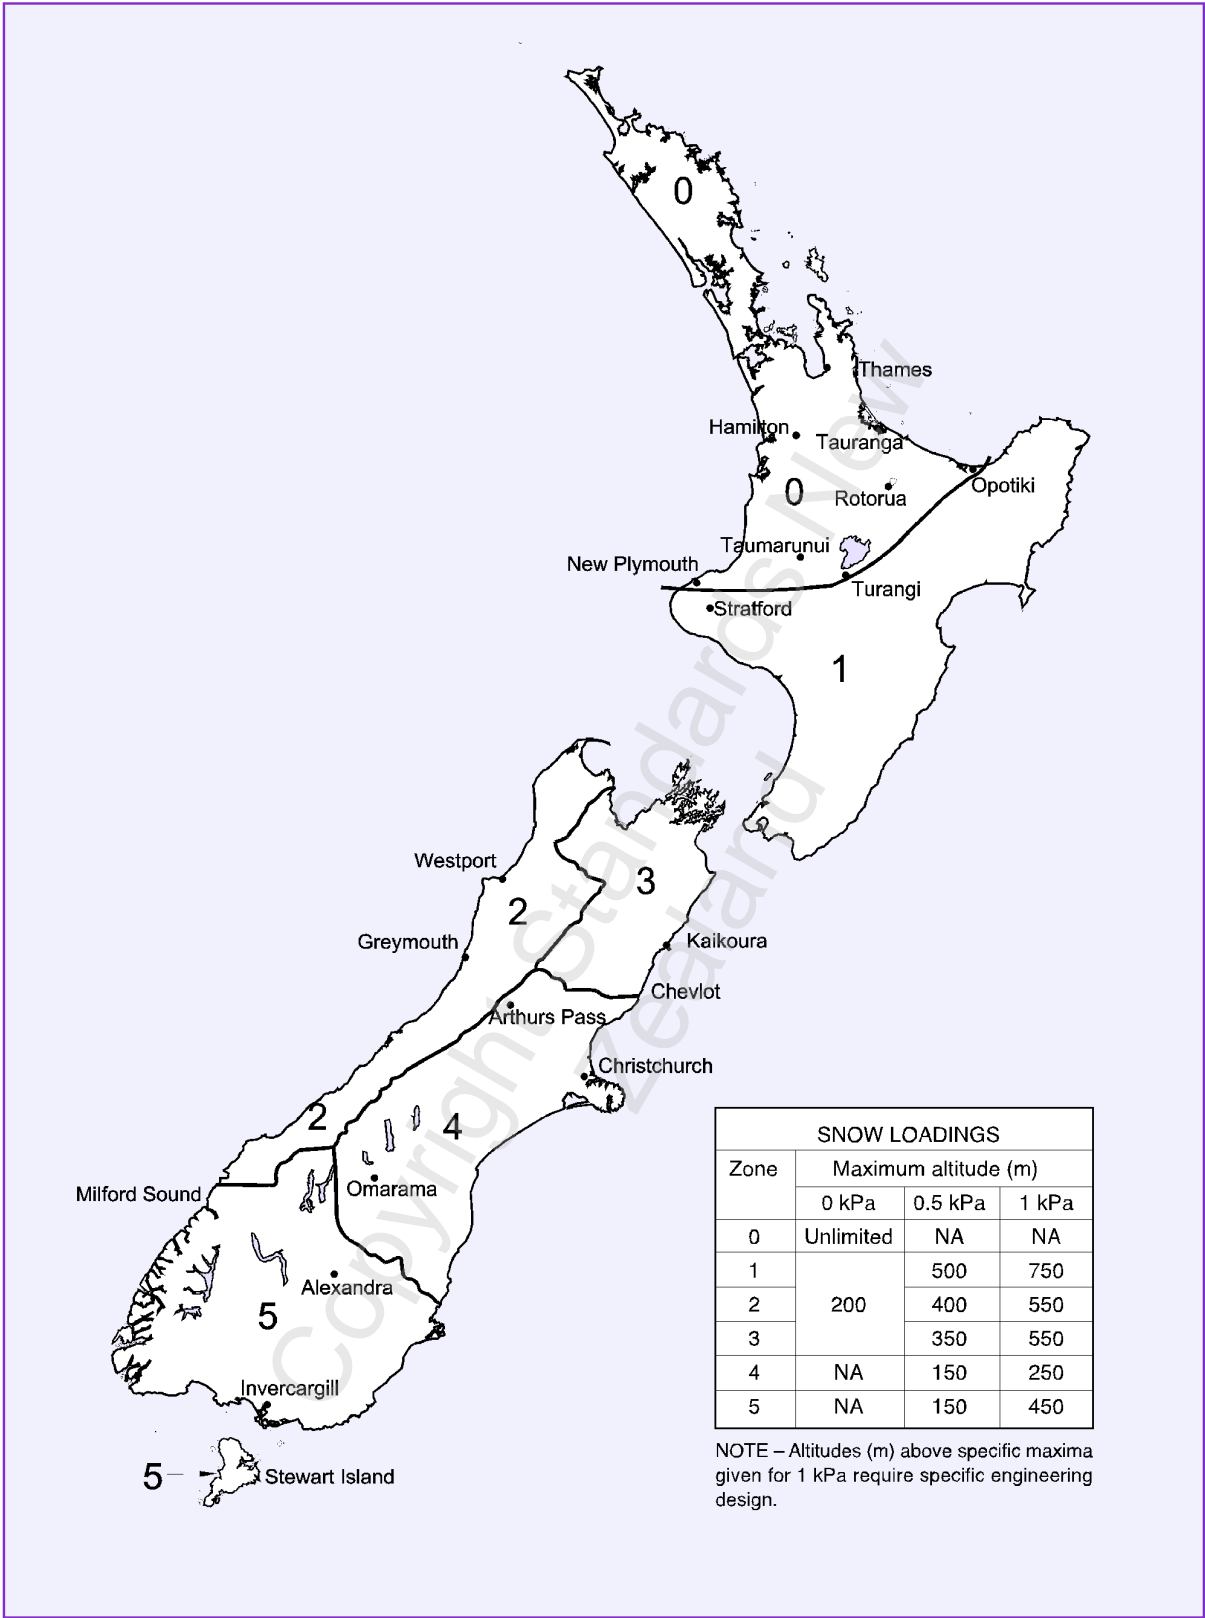 0
Thames
Hamilton
Tauranga
0
Rotorua
Opotiki
Taumarunui
New Plymouth
Turangi
Stratford
1
Westport
3
2
Greymouth
Kaikoura
Chevlot
Arthurs Pass
Christchurch
2
4
Milford Sound
Omarama
Alexandra
5
Invercargill
5
Stewart Island
Copyright Standards New
Zealand
SNOW LOADINGS
Zone Maximum altitude (m)
0 kPa 0.5 kPa 1 kPa
0 Unlimited NA NA
1 500 750
2 200 400 550
3 350 550
4 NA 150 250
5 NA 150 450
NOTE – Altitudes (m) above specific maxima
given for 1 kPa require specific engineering
design.